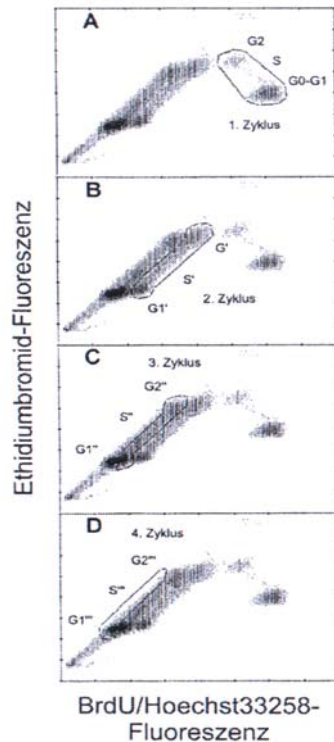 Ethidiumbromid-Fluoreszenz
A
G2
S
G0-G1
1. Zyklus
B
G'
S'
G1'
2. Zyklus
C
3. Zyklus
G2''
S''
G1''
D
4. Zyklus
G2'''
S'''
G1'''
BrdU/Hoechst33258-
Fluoreszenz